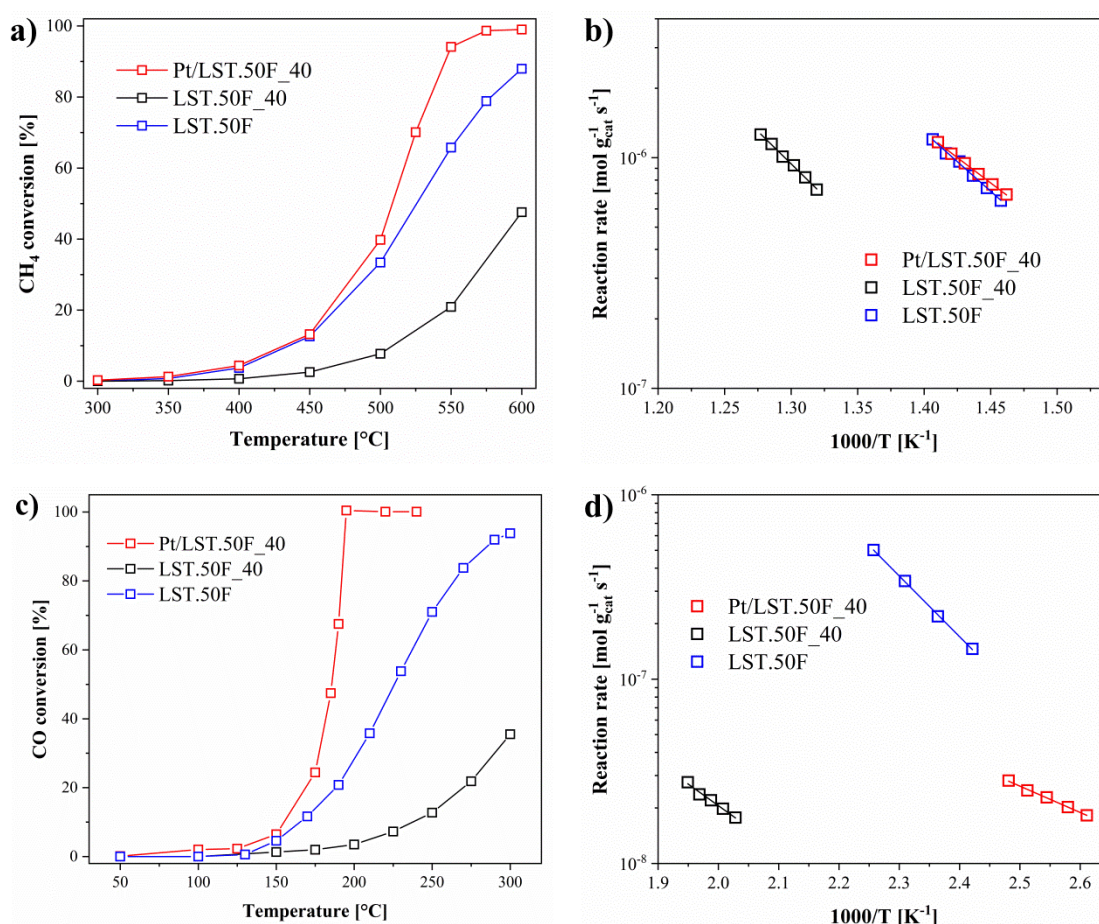 a)
CH₄ conversion [%]
100
80
60
40
20
0
Pt/LST.50F_40
LST.50F_40
LST.50F
300 350 400 450 500 550 600
Temperature [°C]
b)
Reaction rate [mol g⁻¹cat s⁻¹]
10⁻⁶
10⁻⁷
Pt/LST.50F_40
LST.50F_40
LST.50F
1.20 1.25 1.30 1.35 1.40 1.45 1.50
1000/T [K⁻¹]
c)
CO conversion [%]
100
80
60
40
20
0
Pt/LST.50F_40
LST.50F_40
LST.50F
50 100 150 200 250 300
Temperature [°C]
d)
Reaction rate [mol g⁻¹cat s⁻¹]
10⁻⁶
10⁻⁷
10⁻⁸
Pt/LST.50F_40
LST.50F_40
LST.50F
1.9 2.0 2.1 2.2 2.3 2.4 2.5 2.6
1000/T [K⁻¹]